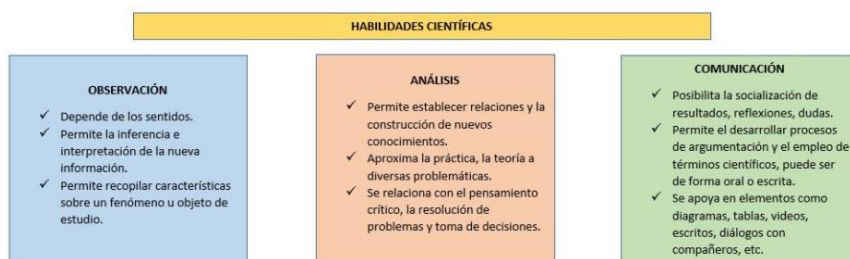 HABILIDADES CIENTÍFICAS
OBSERVACIÓN
✓ Depende de los sentidos.
✓ Permite la inferencia e
interpretación de la nueva
información.
✓ Permite recopilar características
sobre un fenómeno u objeto de
estudio.
ANÁLISIS
✓ Permite establecer relaciones y la
construcción de nuevos
conocimientos.
✓ Aproxima la práctica, la teoría a
diversas problemáticas.
✓ Se relaciona con el pensamiento
crítico, la resolución de
problemas y toma de decisiones.
COMUNICACIÓN
✓ Posibilita la socialización de
resultados, reflexiones, dudas.
✓ Permite el desarrollar procesos
de argumentación y el empleo de
términos científicos, puede ser
de forma oral o escrita.
✓ Se apoya en elementos como
diagramas, tablas, videos,
escritos, diálogos con
compañeros, etc.